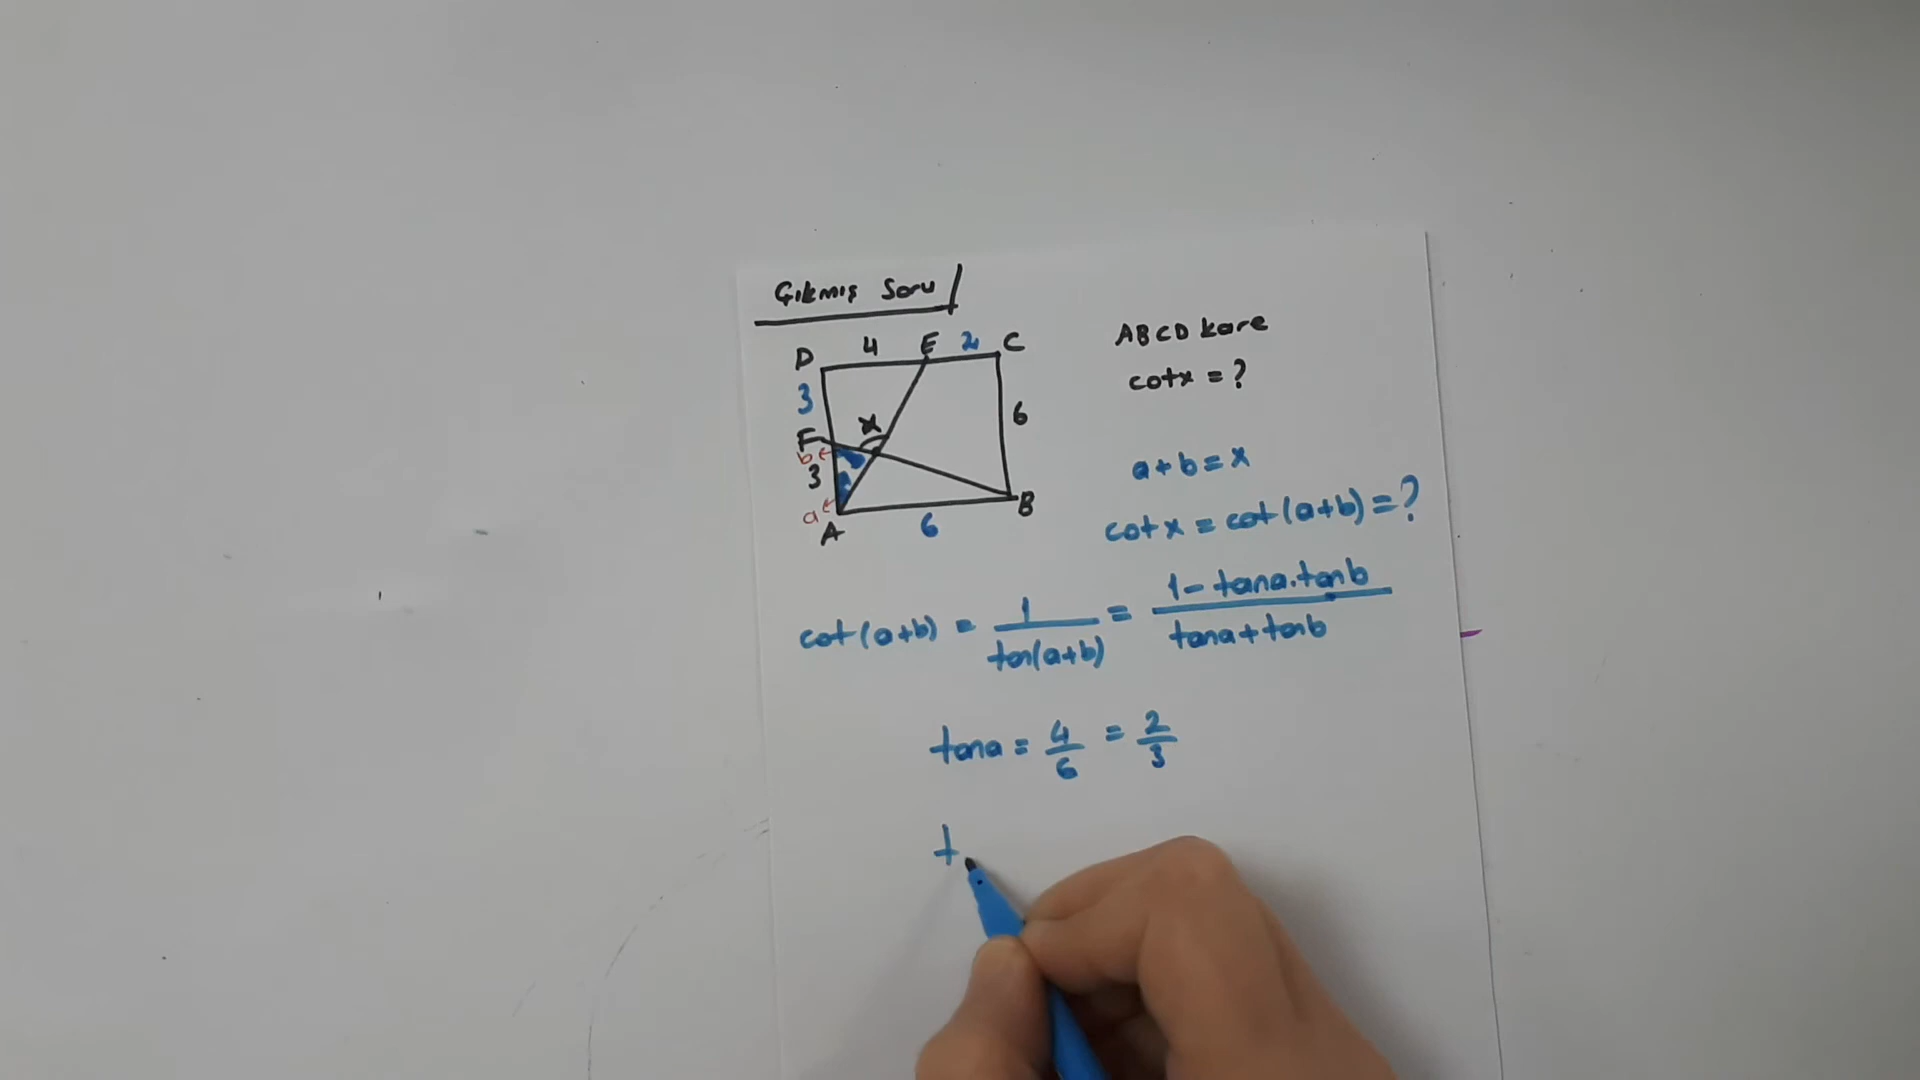 Çıkmış Soru
D 4 E 2 C
3
F x 6
b
3
a
A 6 B
ABCD kare
cotx = ?
a+b=x
cotx = cot(a+b)=?
cot(a+b) = 1/tan(a+b) = 1-tana.tanb/tana+tanb
tana = 4/6 = 2/3
t